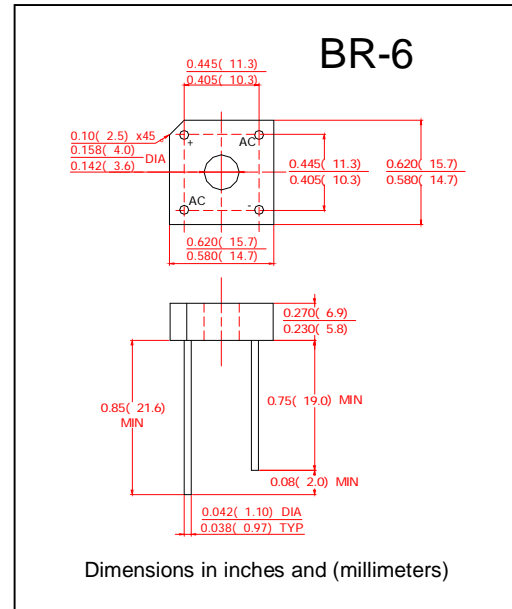 BR-6
0.445( 11.3)
0.405( 10.3)
0.10( 2.5) x45
0.158( 4.0)
0.142( 3.6)
DIA
+
AC
AC
-
0.445( 11.3)
0.405( 10.3)
0.620( 15.7)
0.580( 14.7)
0.620( 15.7)
0.580( 14.7)
0.270( 6.9)
0.230( 5.8)
0.85( 21.6)
MIN
0.75( 19.0) MIN
0.08( 2.0) MIN
0.042( 1.10) DIA
0.038( 0.97) TYP
Dimensions in inches and (millimeters)